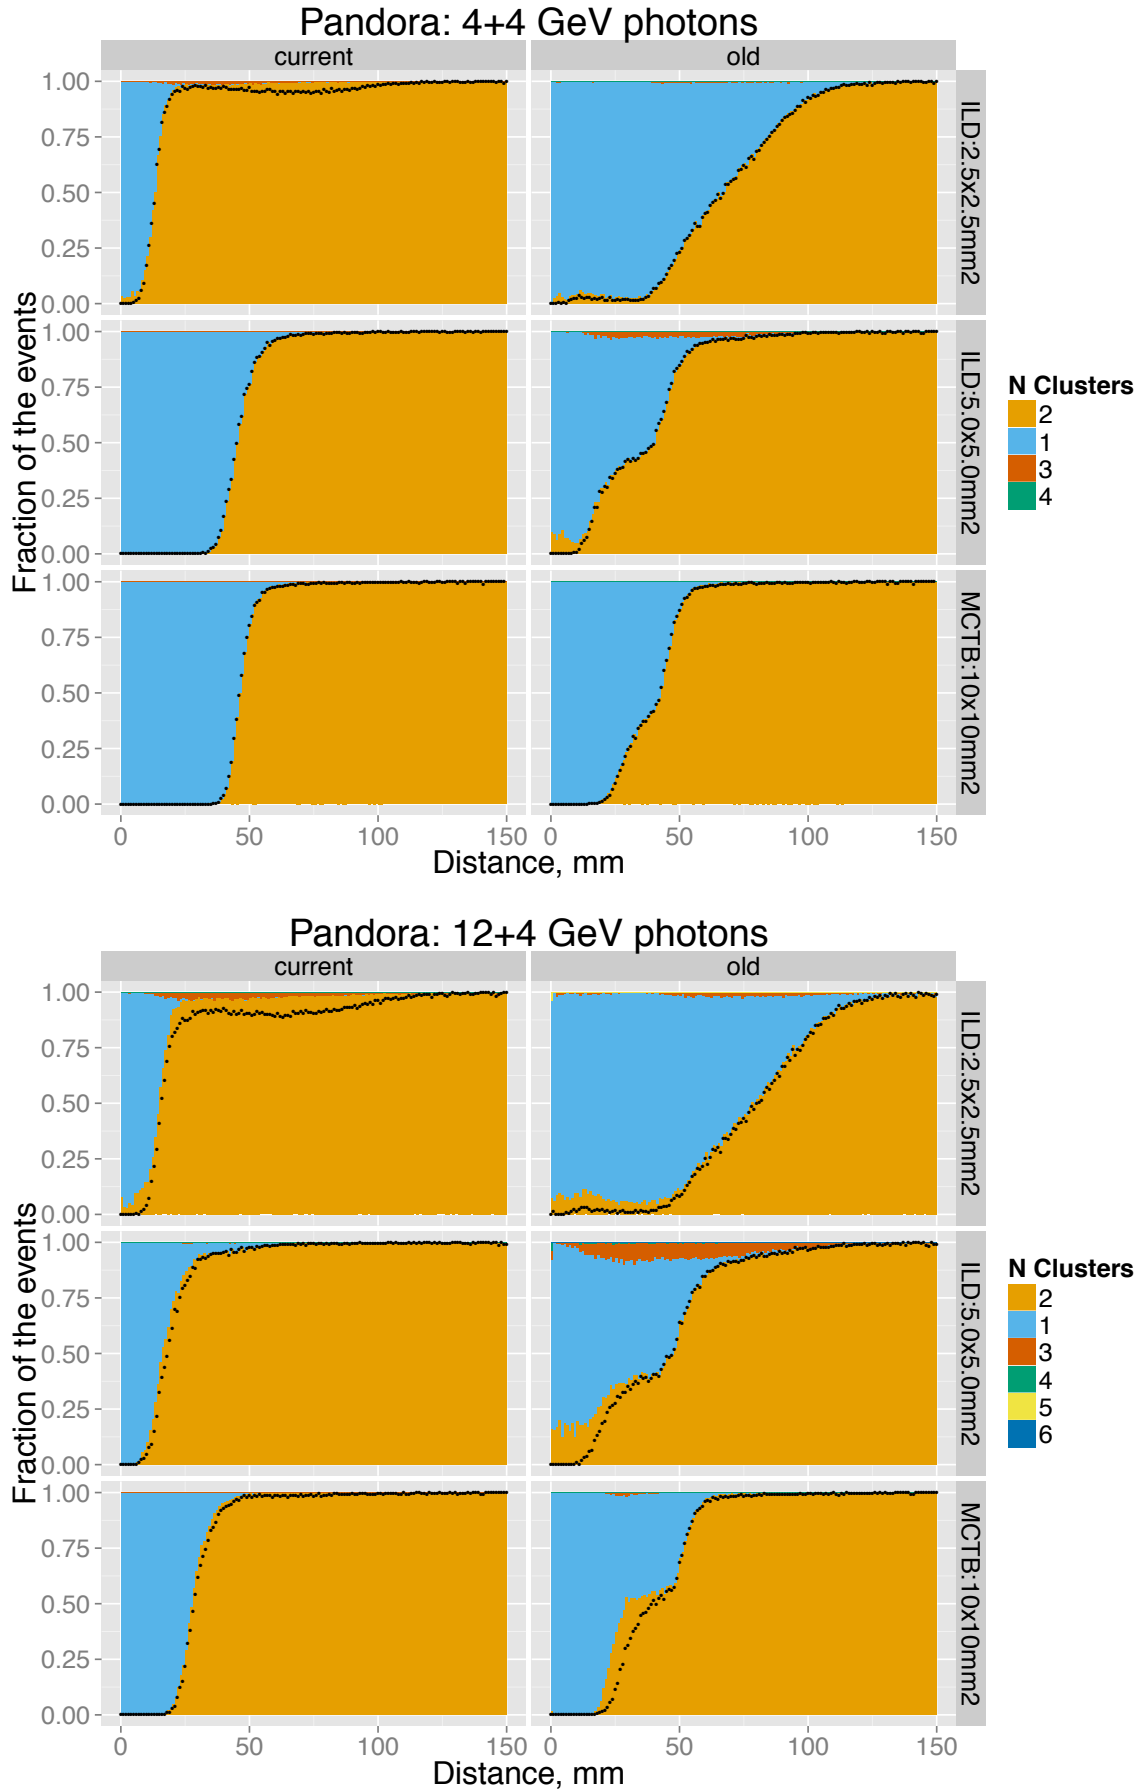 Pandora: 4+4 GeV photons
current
old
1.00
0.75
0.50
0.25
0.00
ILD:2.5x2.5mm2
1.00
0.75
0.50
0.25
0.00
ILD:5.0x5.0mm2
1.00
0.75
0.50
0.25
0.00
MCTB:10x10mm2
Fraction of the events
0 50 100 150 0 50 100 150
Distance, mm
N Clusters
2
1
3
4
Pandora: 12+4 GeV photons
current
old
1.00
0.75
0.50
0.25
0.00
ILD:2.5x2.5mm2
1.00
0.75
0.50
0.25
0.00
ILD:5.0x5.0mm2
1.00
0.75
0.50
0.25
0.00
MCTB:10x10mm2
Fraction of the events
0 50 100 150 0 50 100 150
Distance, mm
N Clusters
2
1
3
4
5
6